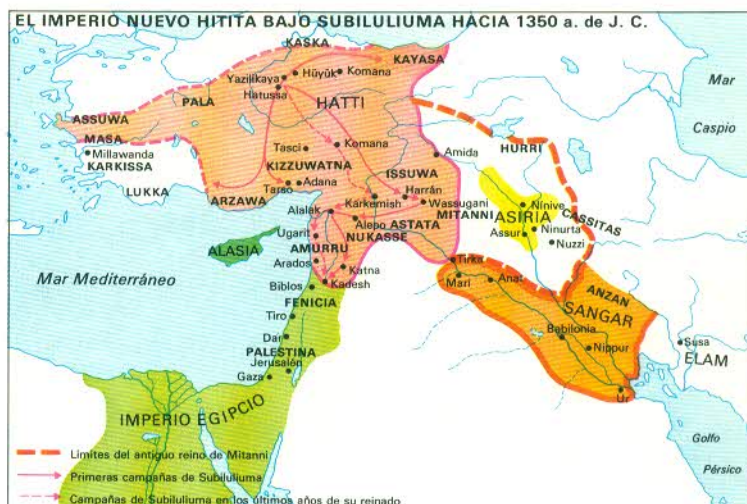 EL IMPERIO NUEVO HITITA BAJO SUBILULIUMA HACIA 1350 a. de J. C.
KASKA
KAYASA
Yazilikaya
Hüyük
Komana
Hatussa
PALA
HATTI
Mar
Caspio
ASSUWA
MASA
Millawanda
KARKISSA
LUKKA
Tasci
Komana
KIZZUWATNA
Tarso
Adana
ARZAWA
ISSUWA
Amida
HURRI
Harrán
Karkemish
Wassugani
MITANNI
Nínive
ASIRIA
CASSITAS
Assur
Ninurta
Nuzzi
Alalak
Alepo
ASTATA
NUKASSE
Ugarit
AMURRU
ALASIA
Arados
Katna
Kadesh
Biblos
FENICIA
Tirka
Mari
Anat
ANZAN
SANGAR
Babilonia
Nippur
Susa
ELAM
Ur
Mar Mediterráneo
Tiro
Dar
PALESTINA
Jerusalén
Gaza
IMPERIO EGIPCIO
Golfo
Pérsico
Limites del antiguo reino de Mitanni
Primeras campañas de Subiluliuma
Campañas de Subiluliuma en los últimos años de su reinado